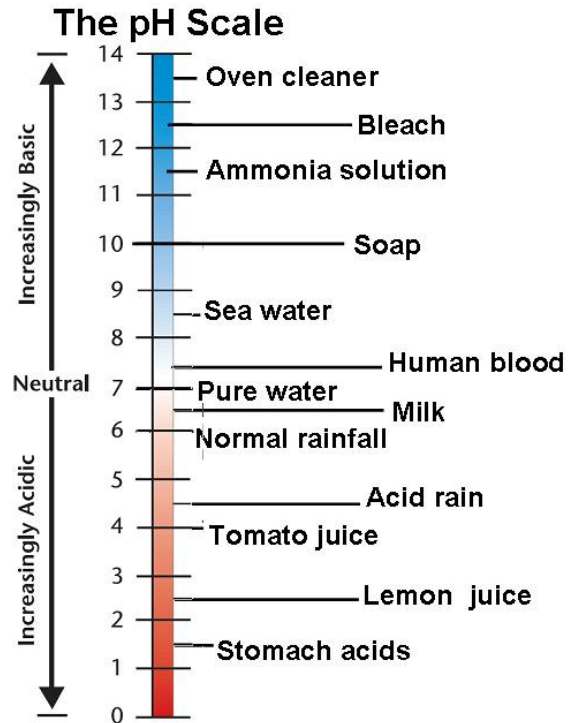 The pH Scale
14
Oven cleaner
13
Bleach
12
Ammonia solution
11
10
Soap
9
Sea water
8
Human blood
Neutral
7
Pure water
Milk
6
Normal rainfall
5
Acid rain
4
Tomato juice
3
Lemon juice
2
Stomach acids
1
0
Increasingly Basic
Increasingly Acidic